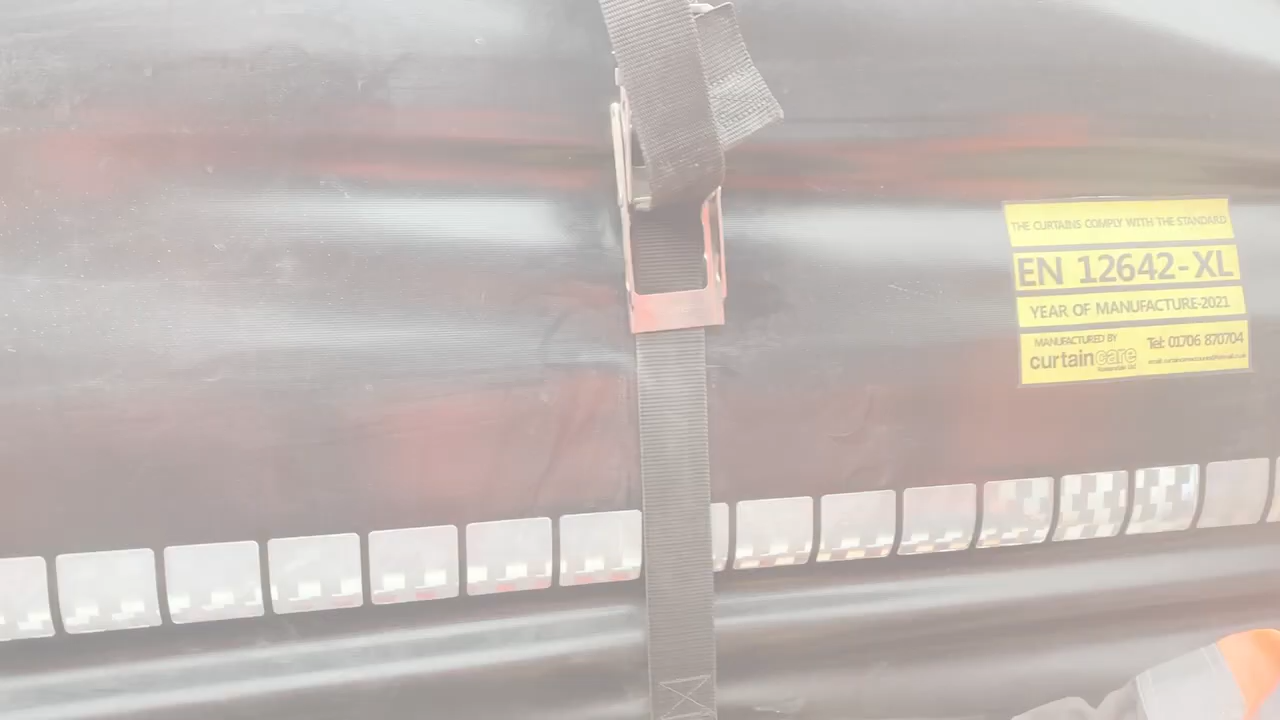 THE CURTAINS COMPLY WITH THE STANDARD
EN 12642-XL
YEAR OF MANUFACTURE-2021
MANUFACTURED BY
curtaincare
Tel: 01706 870704